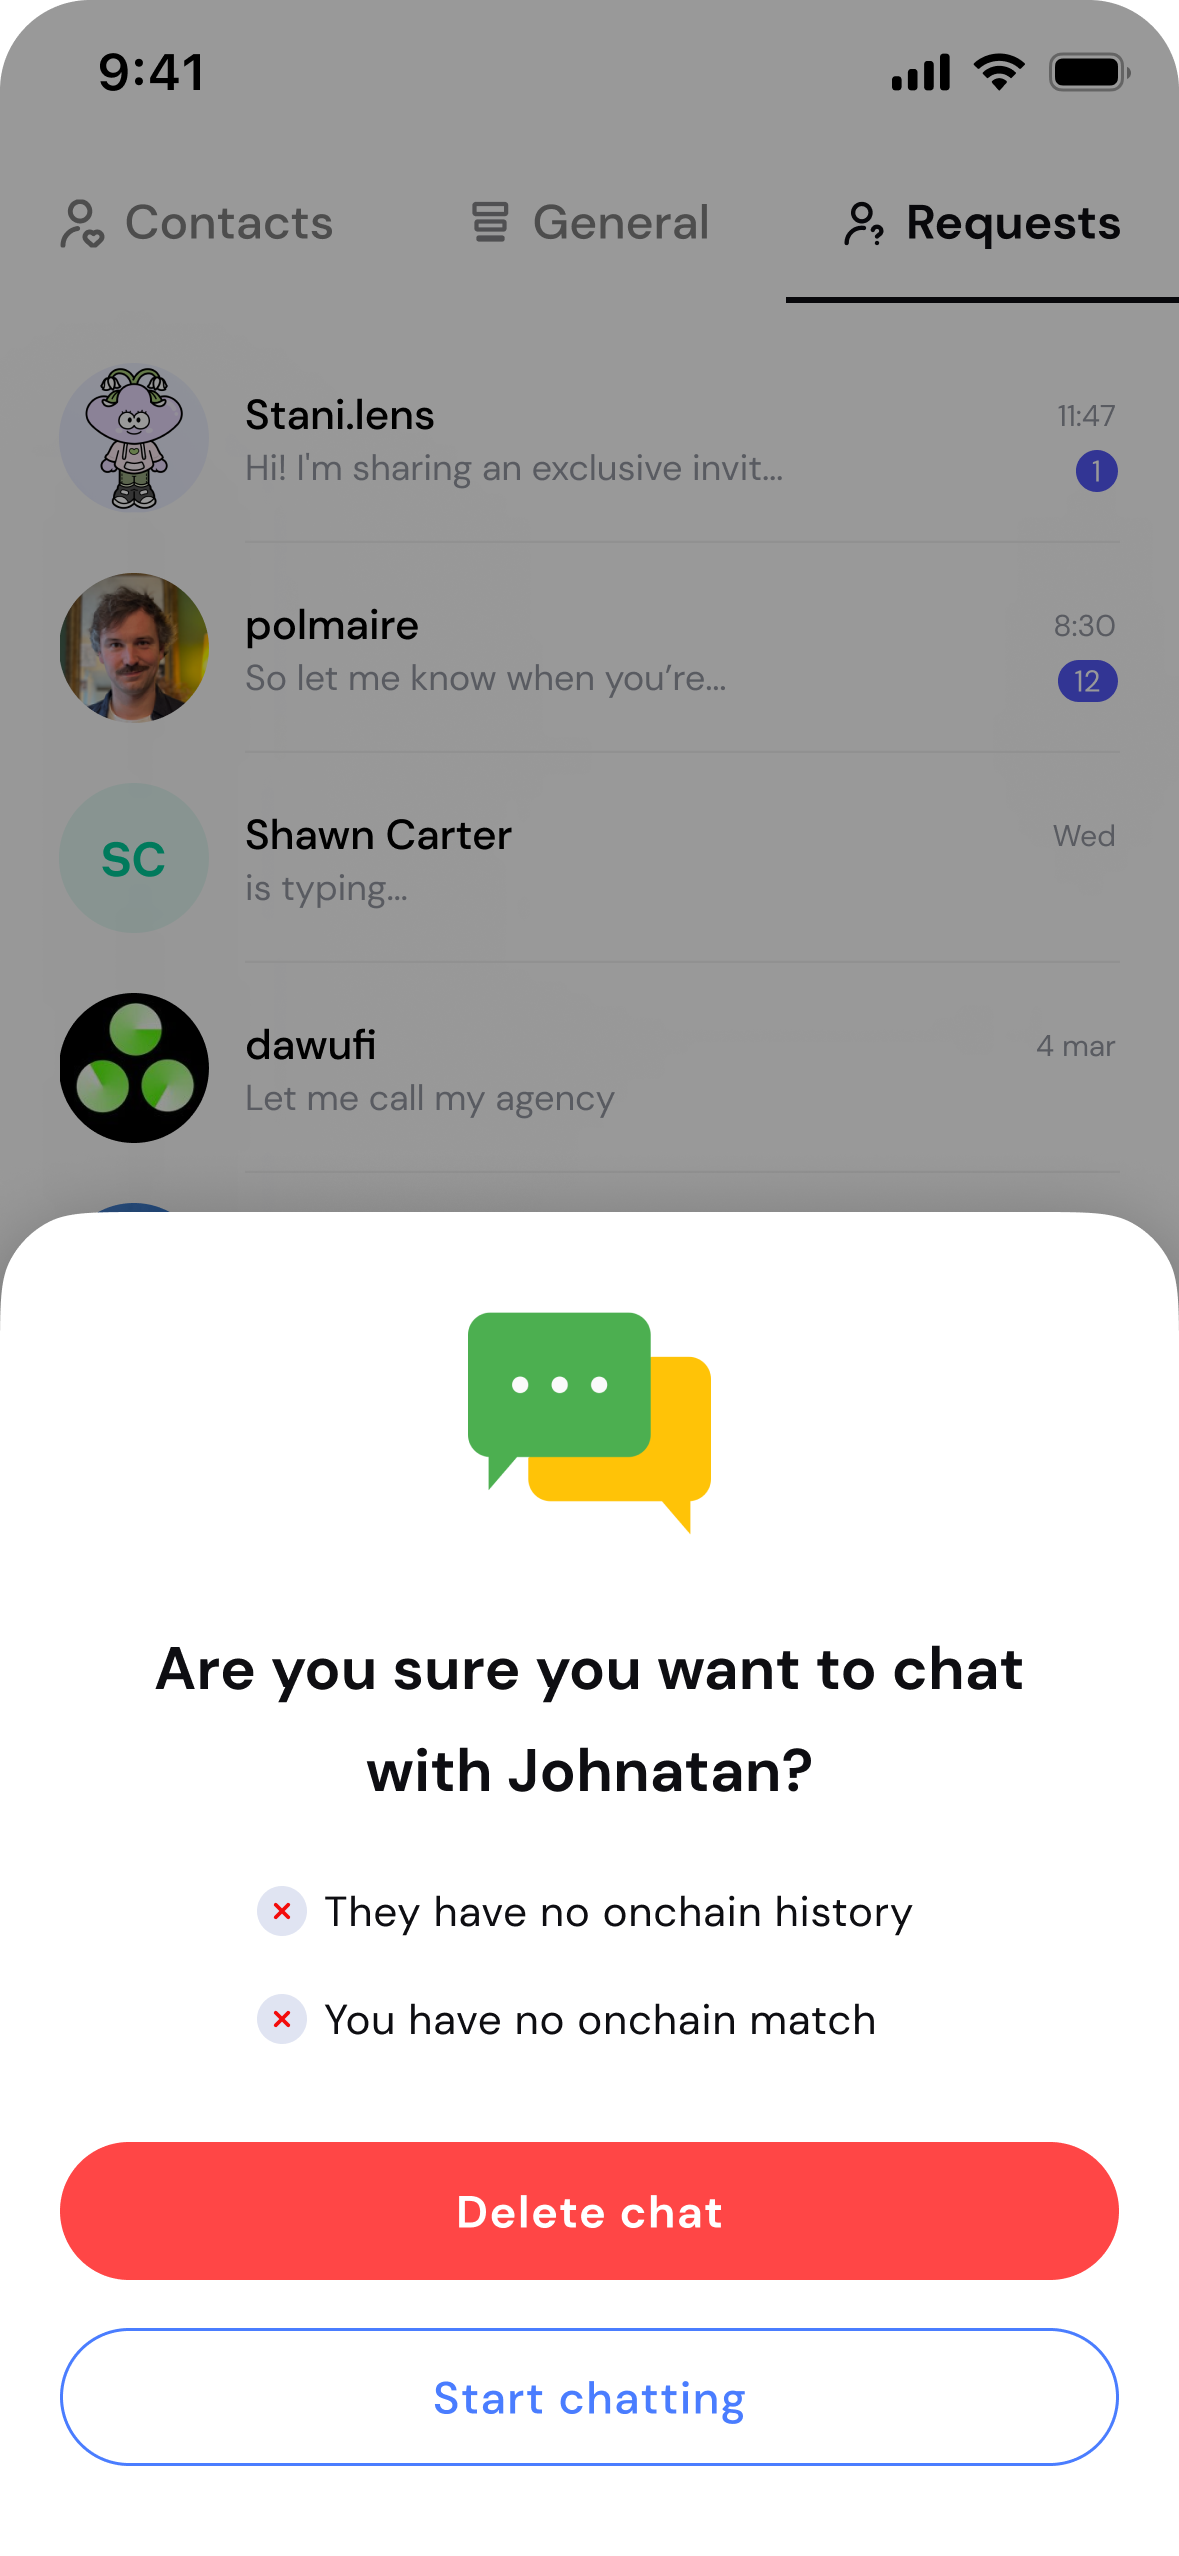 9:41
Contacts General Requests
Stani.lens 11:47
Hi! I'm sharing an exclusive invit... 1
polmaire 8:30
So let me know when you’re... 12
SC Shawn Carter Wed
is typing...
dawufi 4 mar
Let me call my agency
Are you sure you want to chat
with Johnatan?
They have no onchain history
You have no onchain match
Delete chat
Start chatting